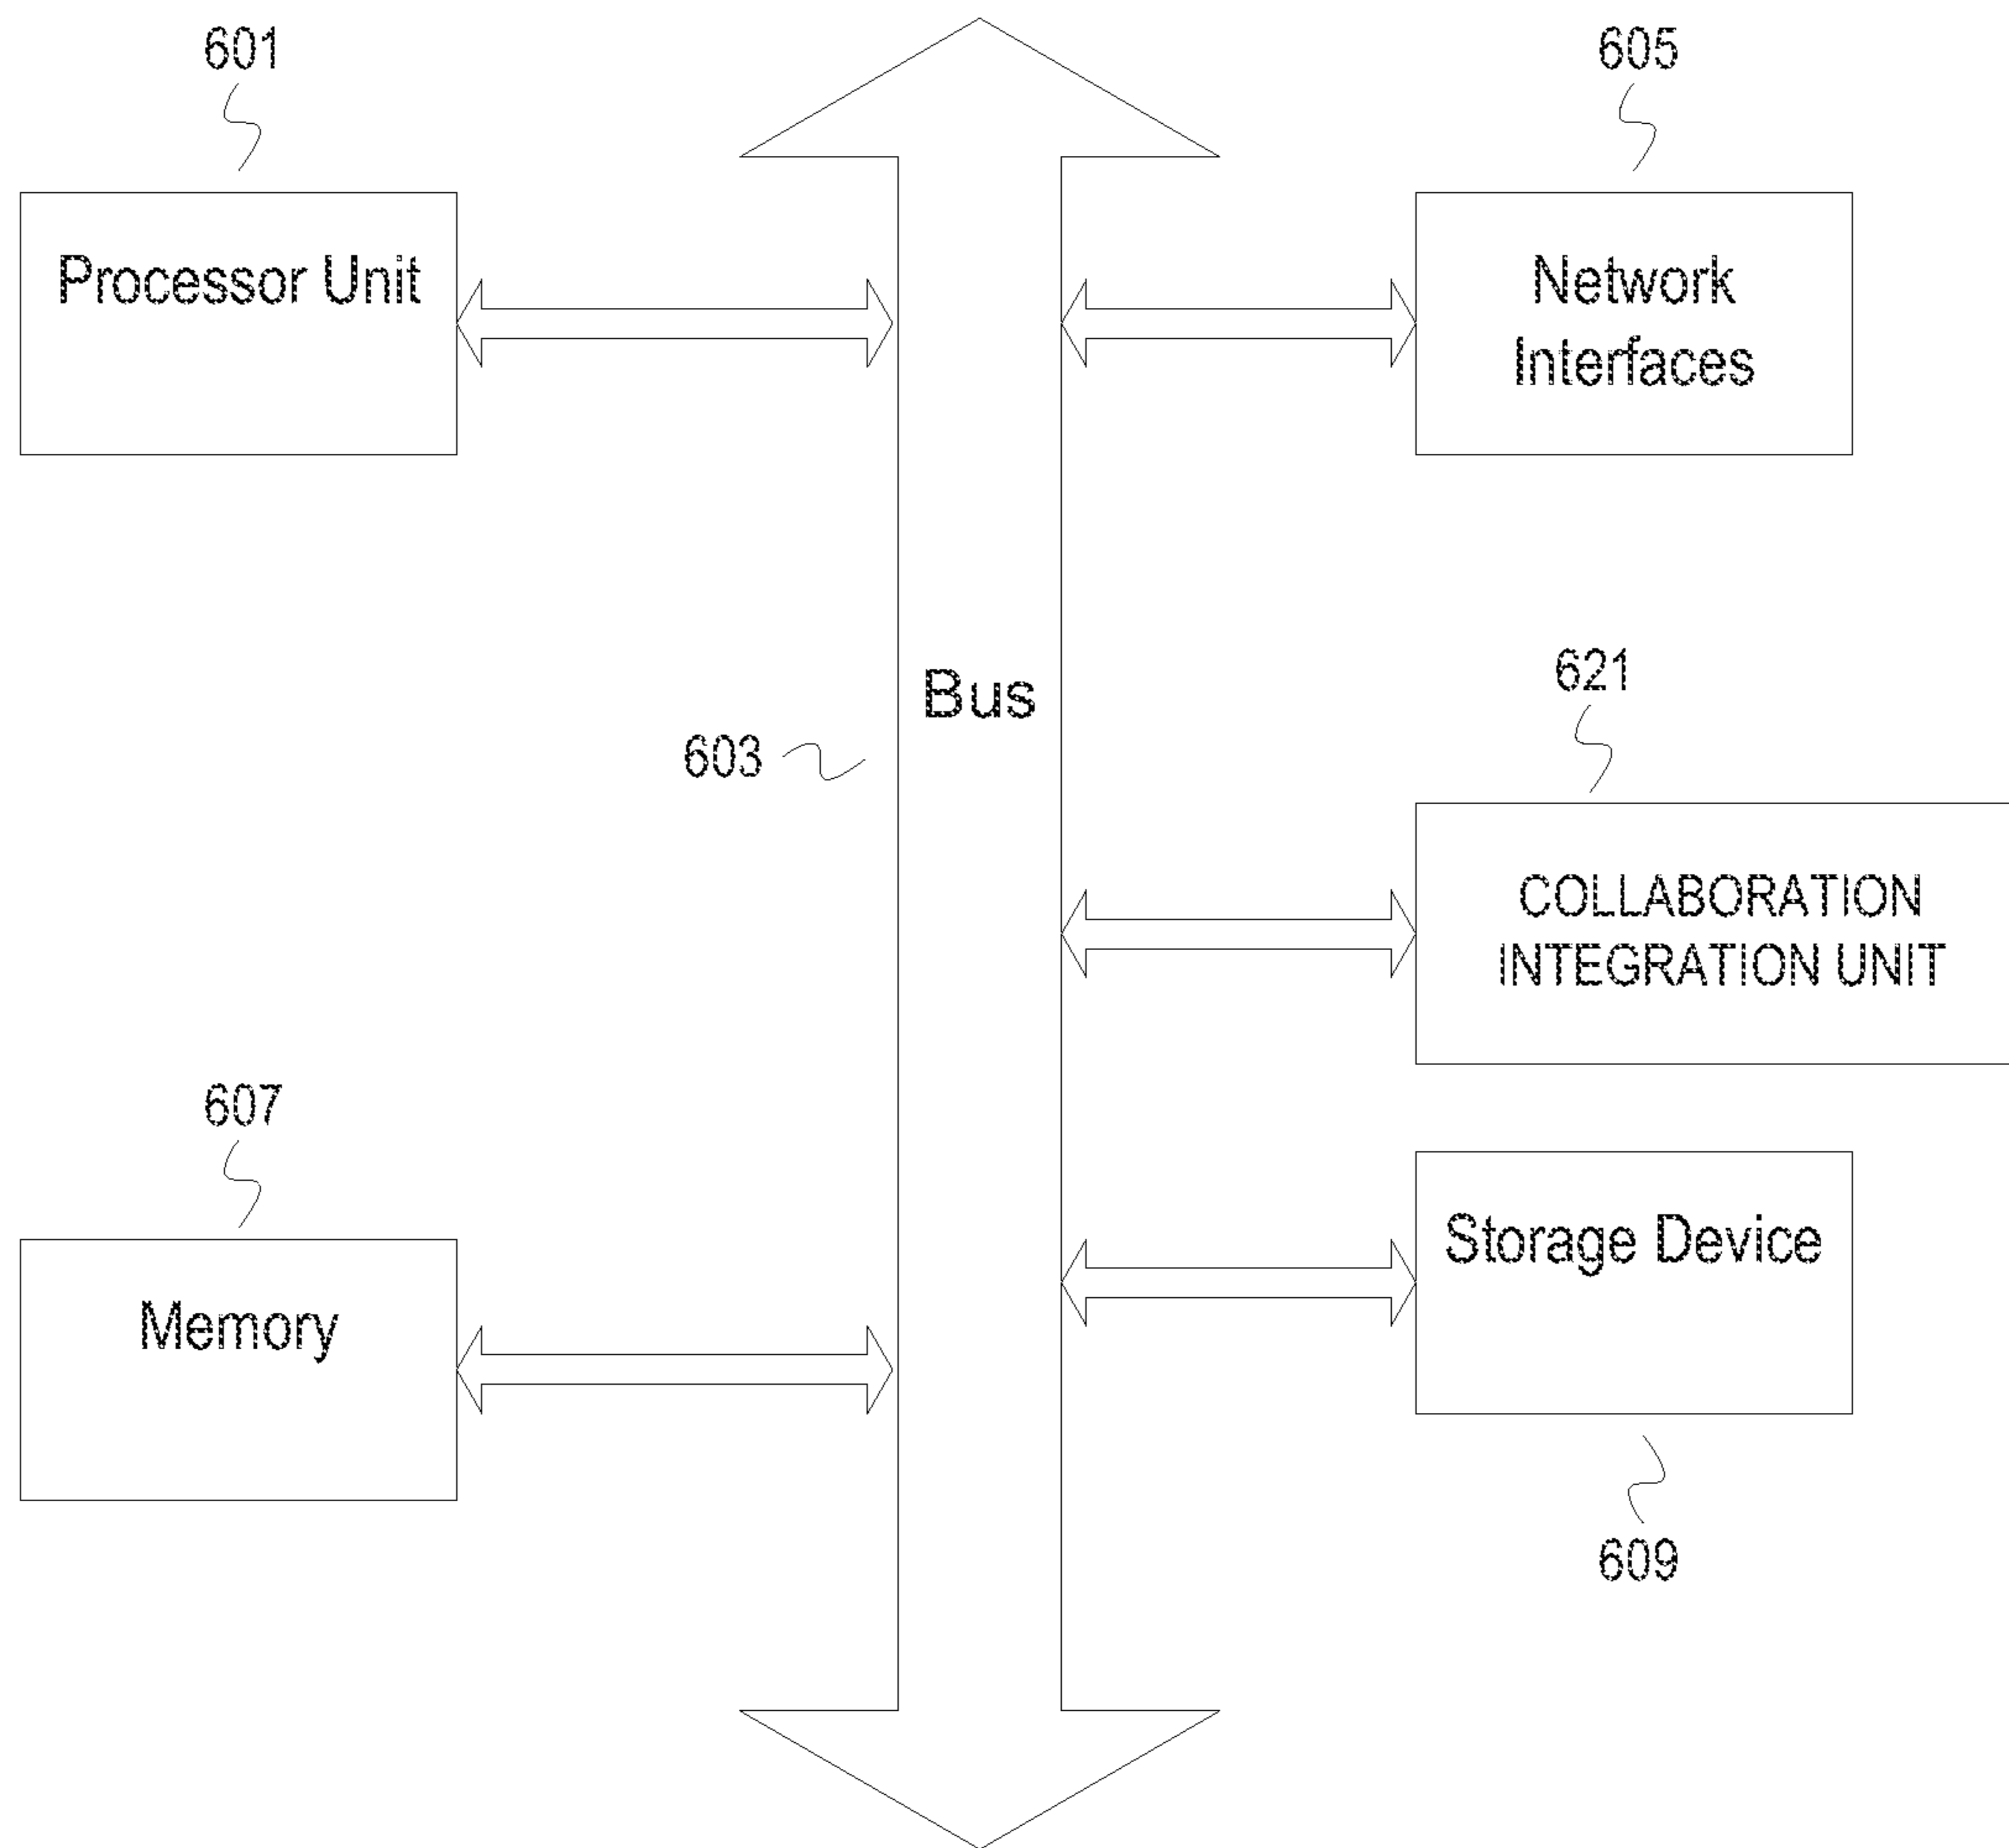 601
Processor Unit
605
Network
Interfaces
Bus
603
621
COLLABORATION
INTEGRATION UNIT
607
Memory
Storage Device
609